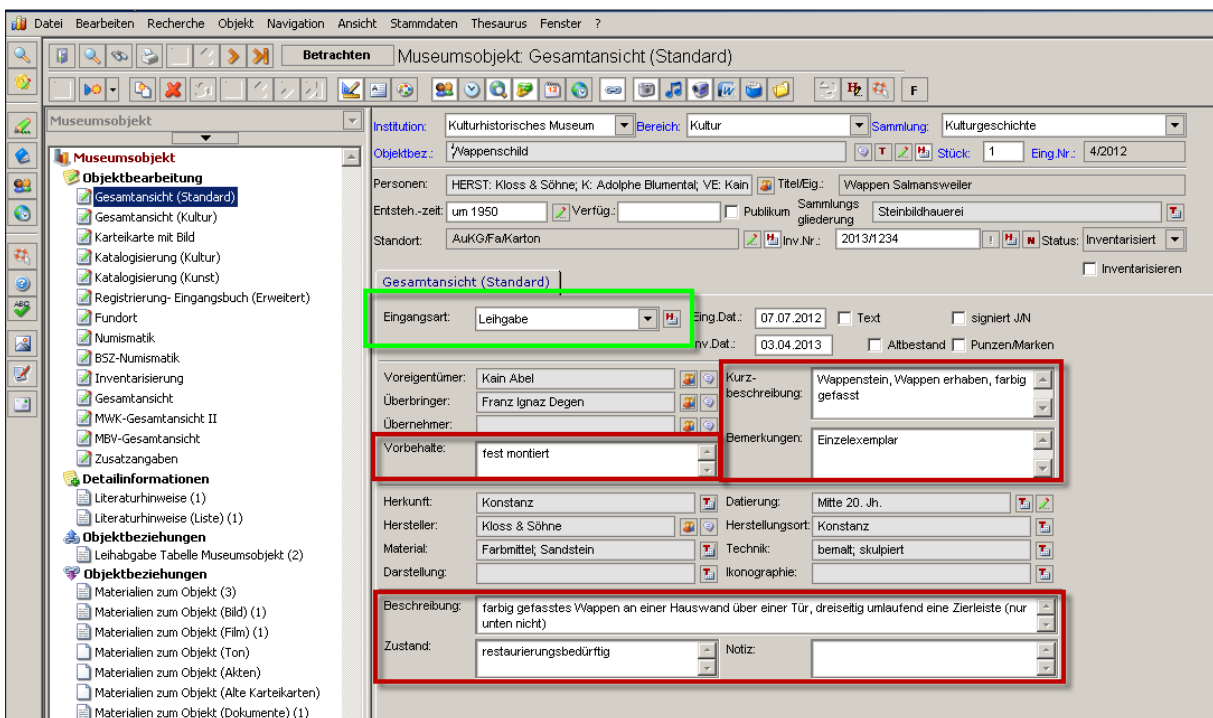 Datei Bearbeiten Recherche Objekt Navigation Ansicht Stammdaten Thesaurus Fenster ?
Betrachten Museumsobjekt: Gesamtansicht (Standard)
F
Museumsobjekt
Museumsobjekt
Objektbearbeitung
Gesamtansicht (Standard)
Gesamtansicht (Kultur)
Karteikarte mit Bild
Katalogisierung (Kultur)
Katalogisierung (Kunst)
Registrierung- Eingangsbuch (Erweitert)
Fundort
Numismatik
BSZ-Numismatik
Inventarisierung
Gesamtansicht
MWK-Gesamtansicht II
MBV-Gesamtansicht
Zusatzangaben
Detailinformationen
Literaturhinweise (1)
Literaturhinweise (Liste) (1)
Objektbeziehungen
Leihabgabe Tabelle Museumsobjekt (2)
Objektbeziehungen
Materialien zum Objekt (3)
Materialien zum Objekt (Bild) (1)
Materialien zum Objekt (Film) (1)
Materialien zum Objekt (Ton)
Materialien zum Objekt (Akten)
Materialien zum Objekt (Alte Karteikarten)
Materialien zum Objekt (Dokumente) (1)
Institution: Kulturhistorisches Museum Bereich: Kultur Sammlung: Kulturgeschichte
Objektbez.: Wappenschild Stück: 1 Eing.Nr.: 4/2012
Personen: HERST: Kloss & Söhne; K: Adolphe Blumental; VE: Kain Titel/Eig.: Wappen Salmansweiler
Entsteh.-zeit: um 1950 Verfüg.: Publikum Sammlungs gliederung Steinbildhauerei
Standort: AuKG/Fa/Karton Inv.Nr.: 2013/1234 Status: Inventarisiert
Inventarisieren
Gesamtansicht (Standard)
Eingangsart: Leihgabe Eing.Dat.: 07.07.2012 Text signiert J/N
nv.Dat.: 03.04.2013 Altbestand Punzen/Marken
Voreigentümer: Kain Abel
Überbringer: Franz Ignaz Degen
Übernehmer:
Vorbehalte: fest montiert
Kurz-
beschreibung: Wappenstein, Wappen erhaben, farbig
gefasst
Bemerkungen: Einzelexemplar
Herkunft: Konstanz Datierung: Mitte 20. Jh.
Hersteller: Kloss & Söhne Herstellungsort: Konstanz
Material: Farbmittel; Sandstein Technik: bemalt; skulpiert
Darstellung: Ikonographie:
Beschreibung: farbig gefasstes Wappen an einer Hauswand über einer Tür, dreiseitig umlaufend eine Zierleiste (nur
unten nicht)
Zustand: restaurierungsbedürftig Notiz: